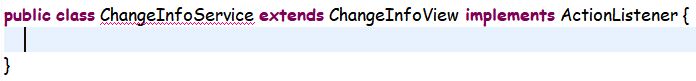 public class ChangeInfoService extends ChangeInfoView implements ActionListener {
}